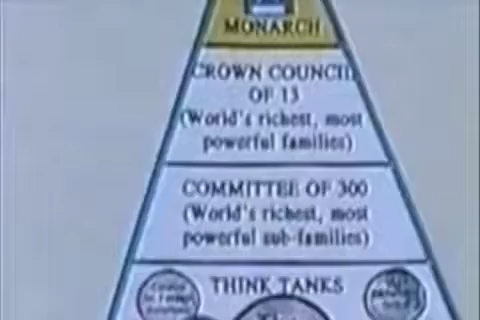 MONARCH
CROWN COUNCIL
OF 13
(World's richest, most
powerful families)
COMMITTEE OF 300
(World's richest, most
powerful sub-families)
THINK TANKS